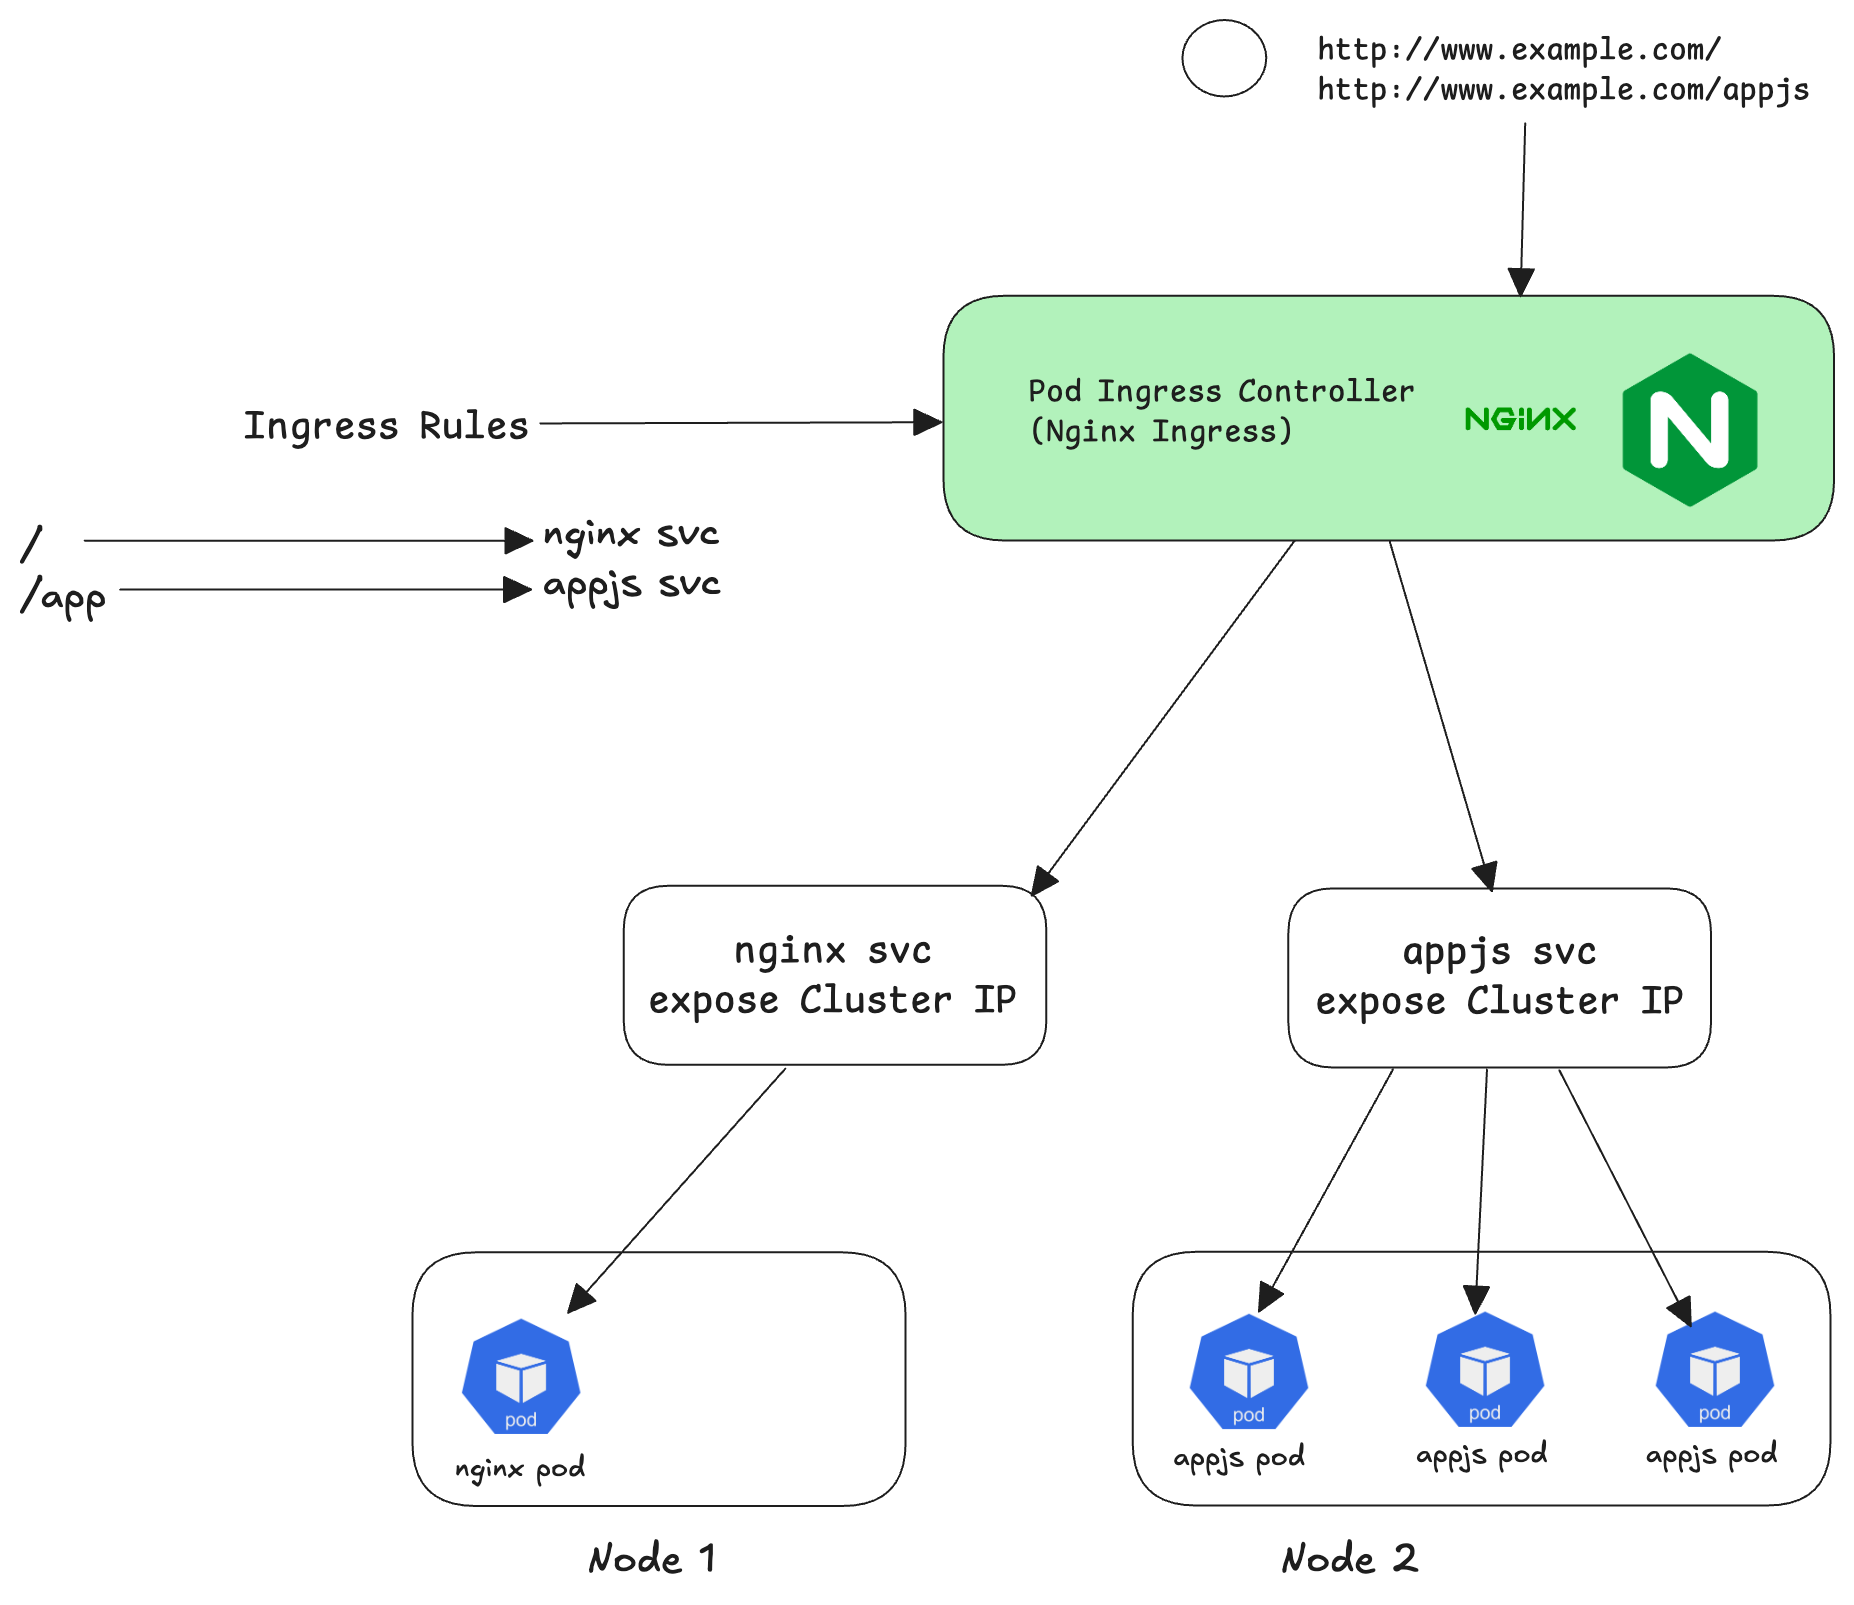 http://www.example.com/
http://www.example.com/appjs
Pod Ingress Controller
(Nginx Ingress)
NGINX
N
Ingress Rules
/
nginx svc
/app
appjs svc
nginx svc
expose Cluster IP
appjs svc
expose Cluster IP
pod
nginx pod
pod
appjs pod
pod
appjs pod
pod
appjs pod
Node 1
Node 2